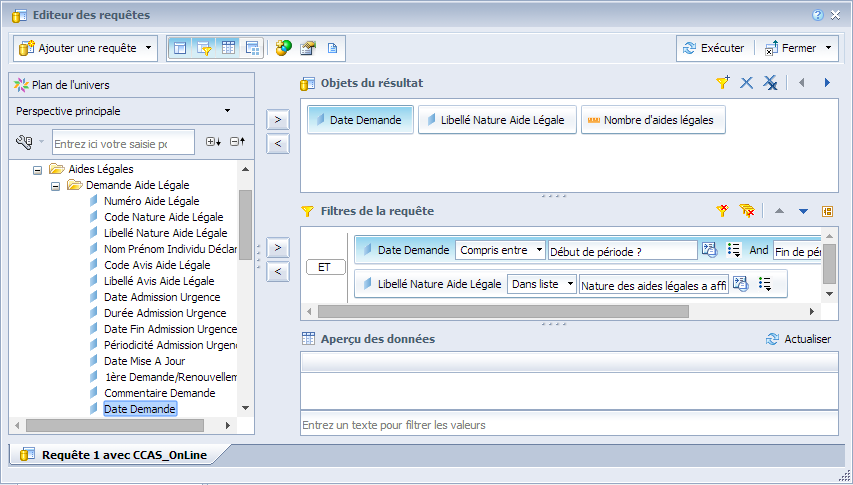 Editeur des requêtes
Ajouter une requête
Exécuter
Fermer
Plan de l'univers
Perspective principale
Entrez ici votre saisie po
Aides Légales
Demande Aide Légale
Numéro Aide Légale
Code Nature Aide Légale
Libellé Nature Aide Légale
Nom Prénom Individu Déclar
Code Avis Aide Légale
Libellé Avis Aide Légale
Date Admission Urgence
Durée Admission Urgence
Date Fin Admission Urgence
Périodicité Admission Urgen
Date Mise A Jour
1ère Demande/Renouvellem
Commentaire Demande
Date Demande
Objets du résultat
Date Demande
Libellé Nature Aide Légale
Nombre d'aides légales
Filtres de la requête
ET
Date Demande Compris entre Début de période ? And Fin de pér
Libellé Nature Aide Légale Dans liste Nature des aides légales a affi
Aperçu des données
Actualiser
Entrez un texte pour filtrer les valeurs
Requête 1 avec CCAS_OnLine